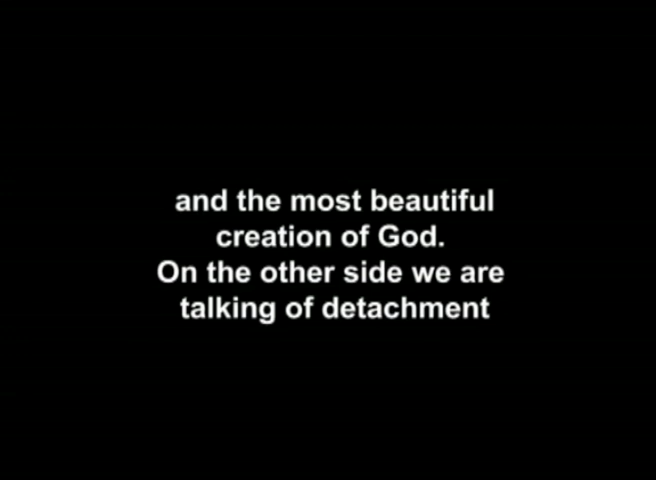 and the most beautiful
creation of God.
On the other side we are
talking of detachment